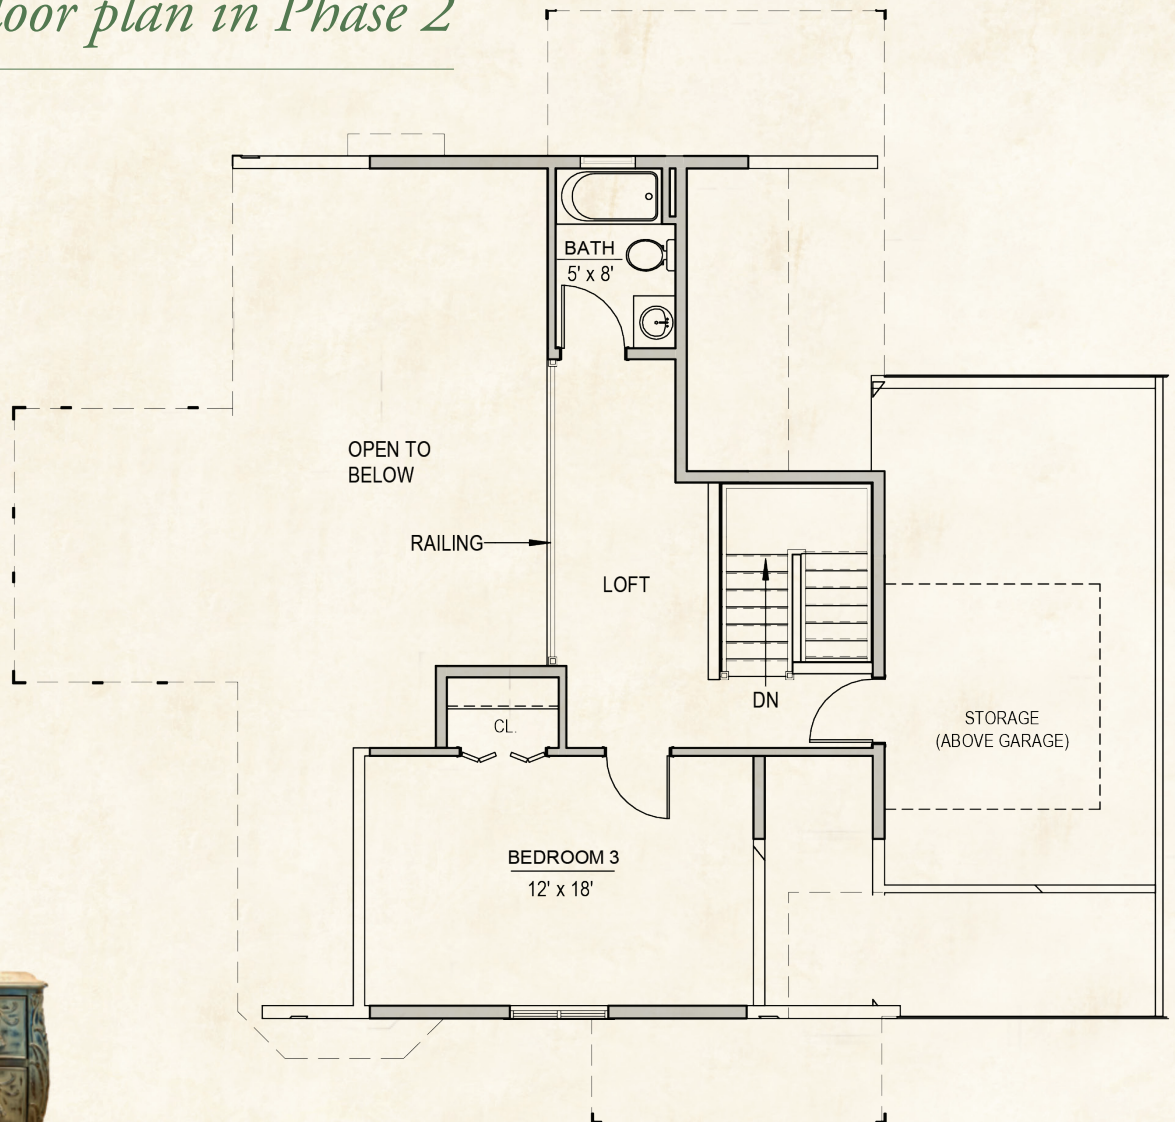 loor plan in Phase 2
BATH
5' x 8'
OPEN TO
BELOW
RAILING
LOFT
DN
CL.
STORAGE
(ABOVE GARAGE)
BEDROOM 3
12' x 18'